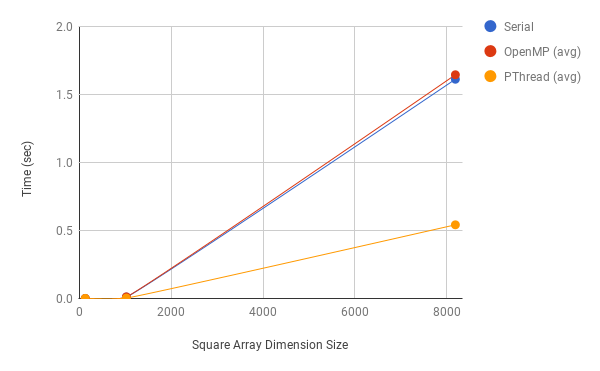 2.0
1.5
1.0
0.5
0.0
Time (sec)
0
2000
4000
6000
8000
Square Array Dimension Size
Serial
OpenMP (avg)
PThread (avg)